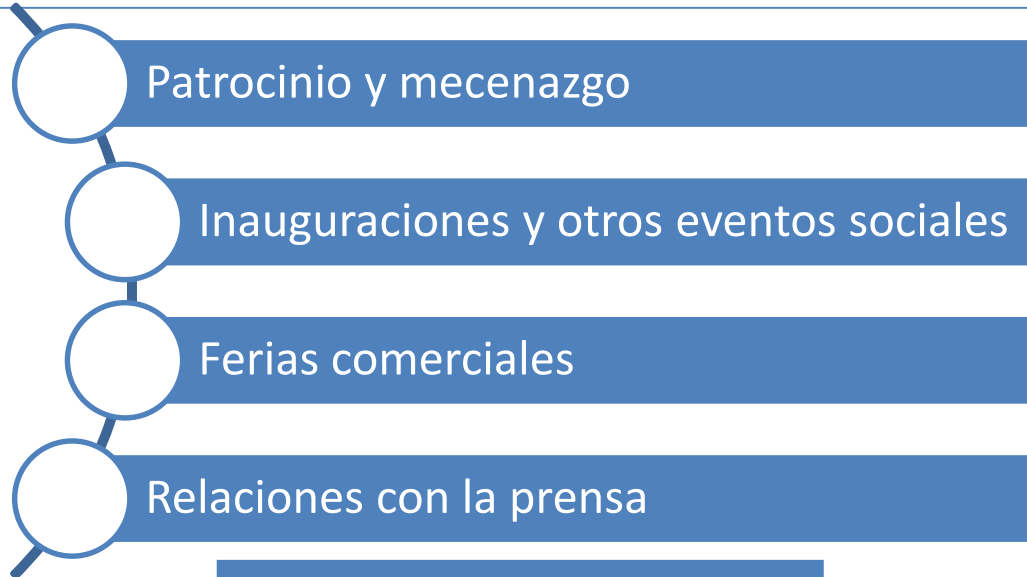 Patrocinio y mecenazgo
Inauguraciones y otros eventos sociales
Ferias comerciales
Relaciones con la prensa